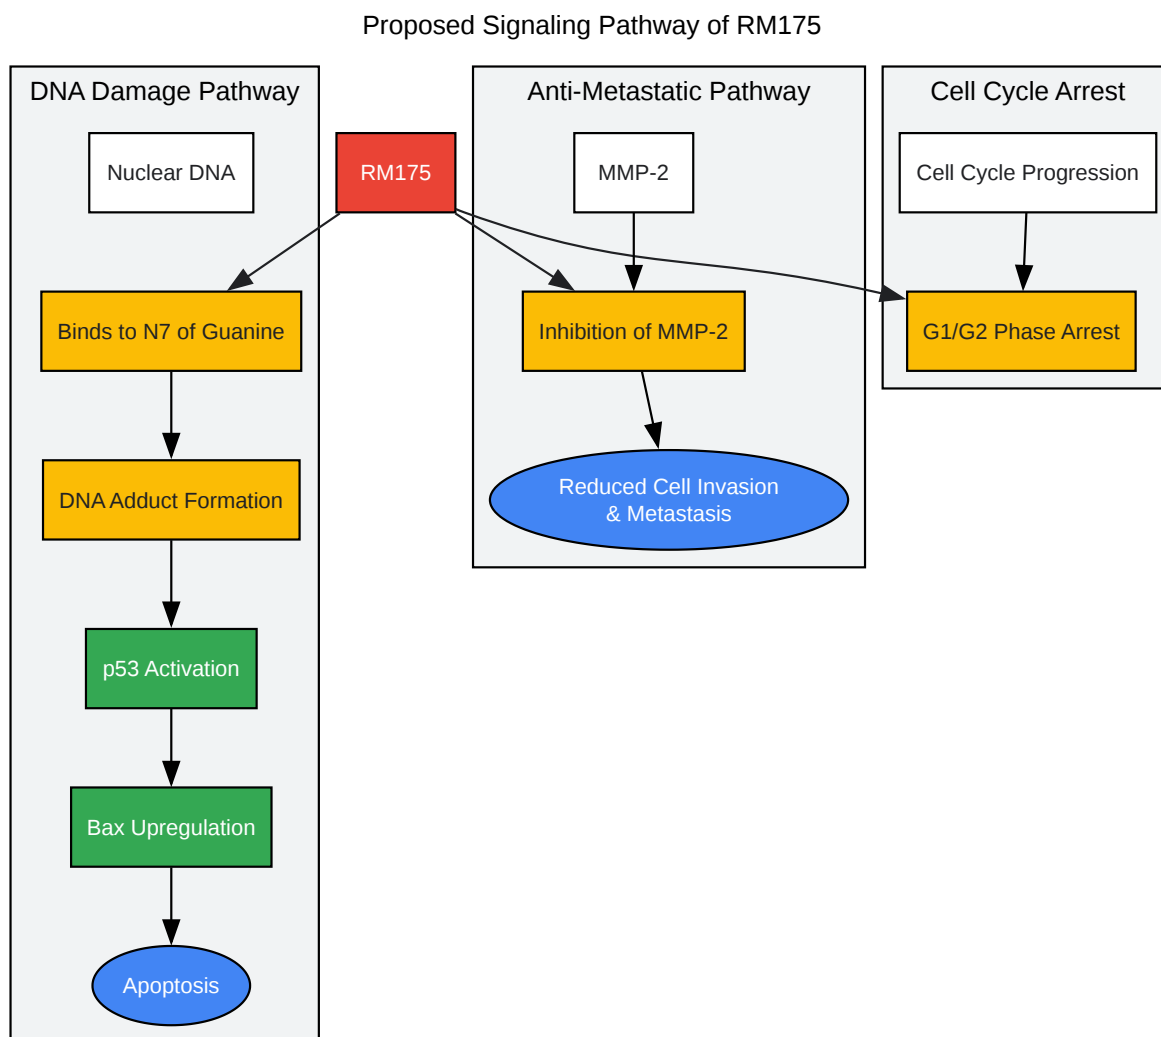 Proposed Signaling Pathway of RM175
DNA Damage Pathway
Nuclear DNA
Binds to N7 of Guanine
DNA Adduct Formation
p53 Activation
Bax Upregulation
Apoptosis
RM175
Anti-Metastatic Pathway
MMP-2
Inhibition of MMP-2
Reduced Cell Invasion
& Metastasis
Cell Cycle Arrest
Cell Cycle Progression
G1/G2 Phase Arrest